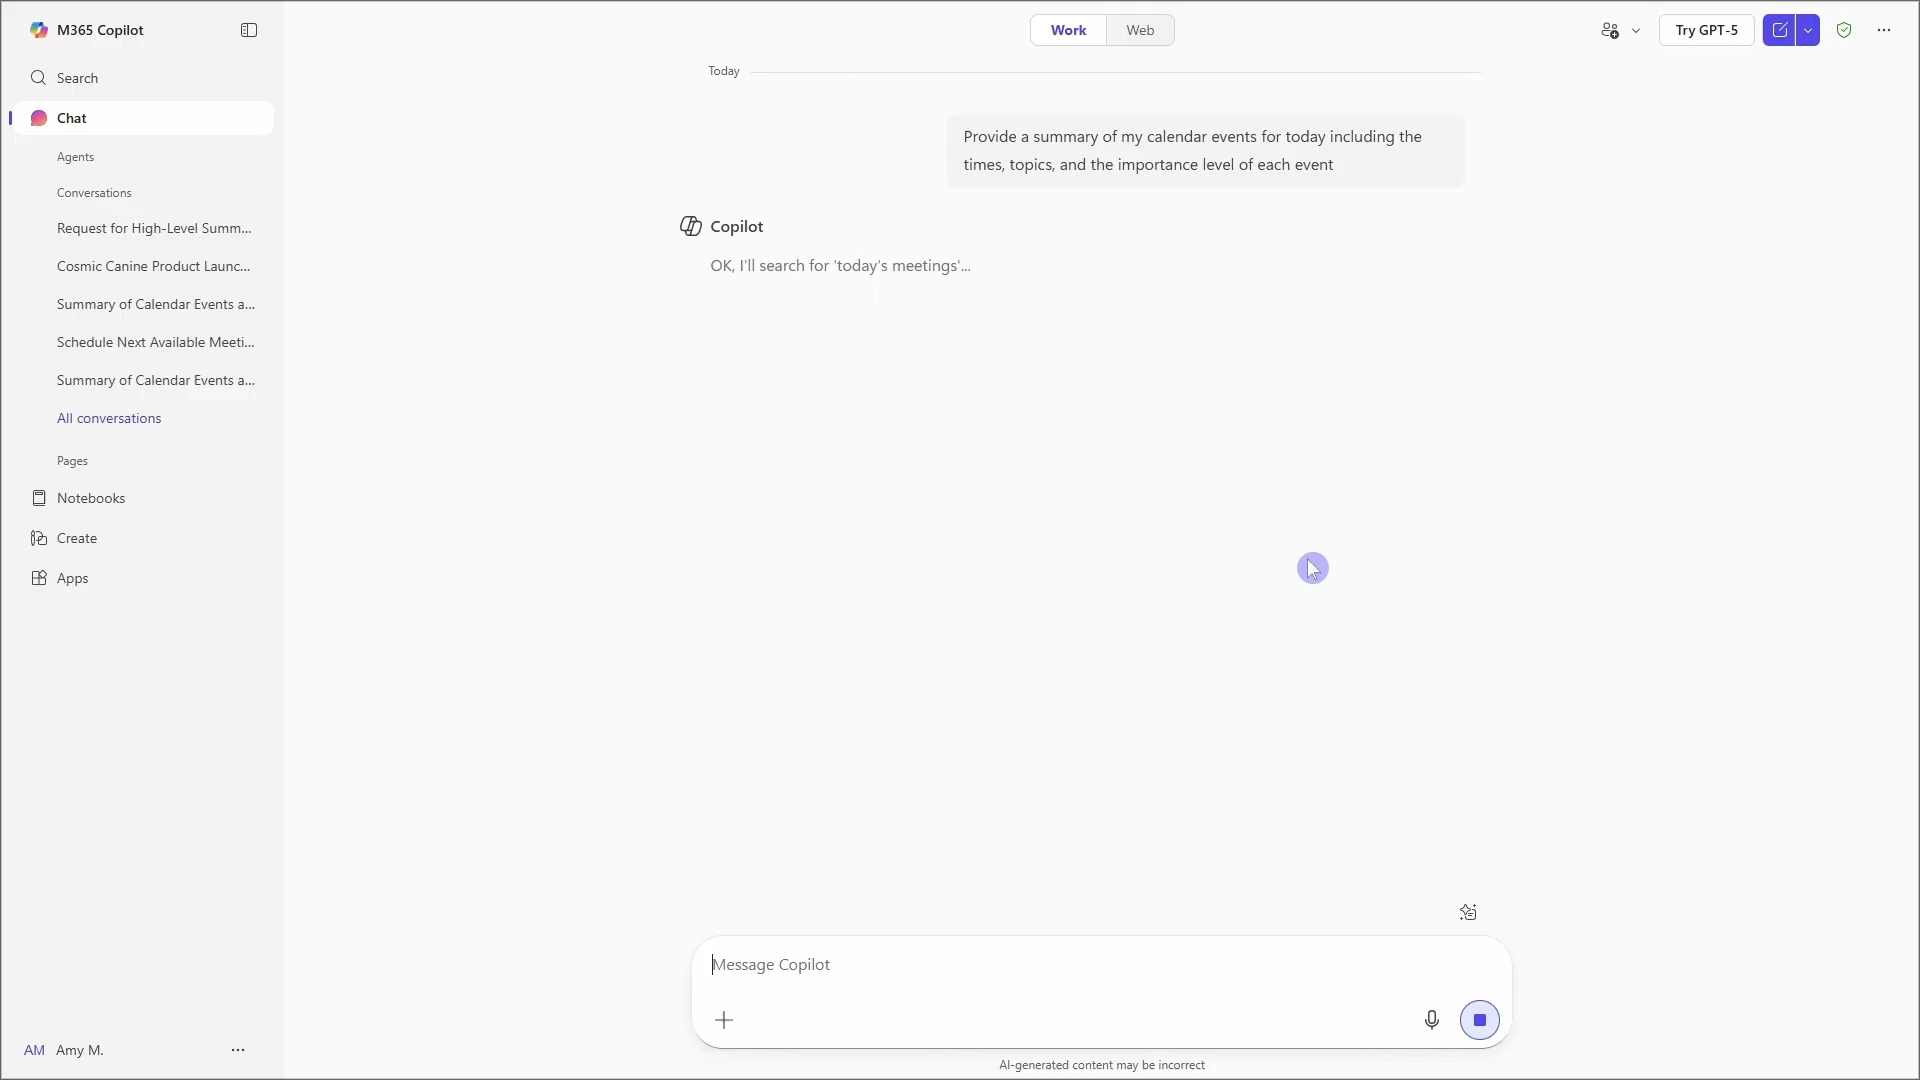 M365 Copilot
Search
Chat
Agents
Conversations
Request for High-Level Summ...
Cosmic Canine Product Launc...
Summary of Calendar Events a...
Schedule Next Available Meeti...
Summary of Calendar Events a...
All conversations
Pages
Notebooks
Create
Apps
AM Amy M.
Work Web
Try GPT-5
Today
Provide a summary of my calendar events for today including the
times, topics, and the importance level of each event
Copilot
OK, I'll search for 'today's meetings'...
Message Copilot
AI-generated content may be incorrect